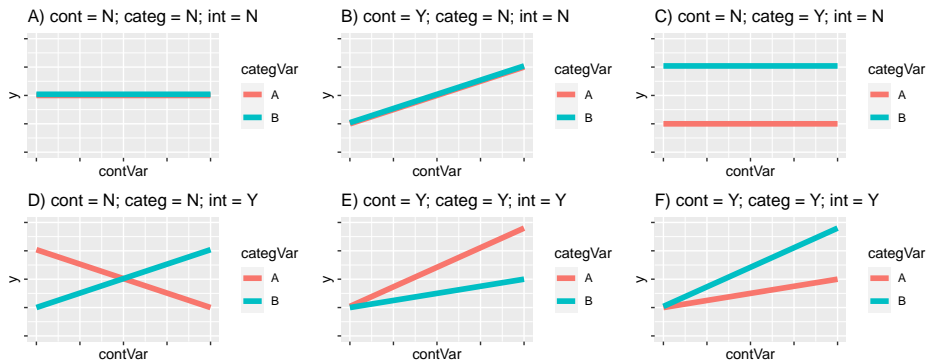 A) cont = N; categ = N; int = N
y
contVar
categVar
A
B
B) cont = Y; categ = N; int = N
y
contVar
categVar
A
B
C) cont = N; categ = Y; int = N
y
contVar
categVar
A
B
D) cont = N; categ = N; int = Y
y
contVar
categVar
A
B
E) cont = Y; categ = Y; int = Y
y
contVar
categVar
A
B
F) cont = Y; categ = Y; int = Y
y
contVar
categVar
A
B